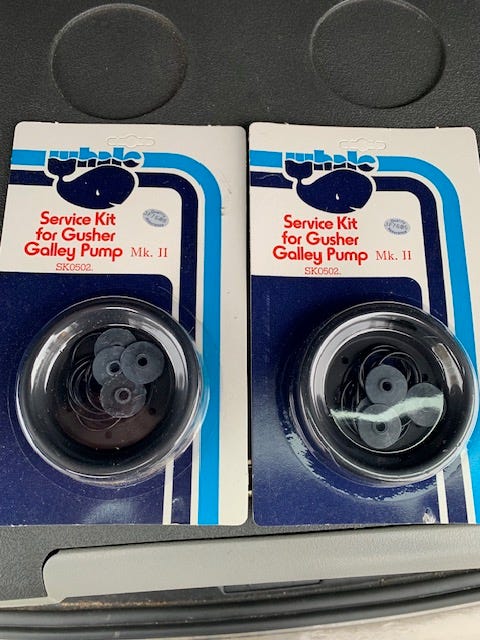 whale
Service Kit
for Gusher
Galley Pump Mk. II
SK0502.
whale
Service Kit
for Gusher
Galley Pump Mk. II
SK0502.